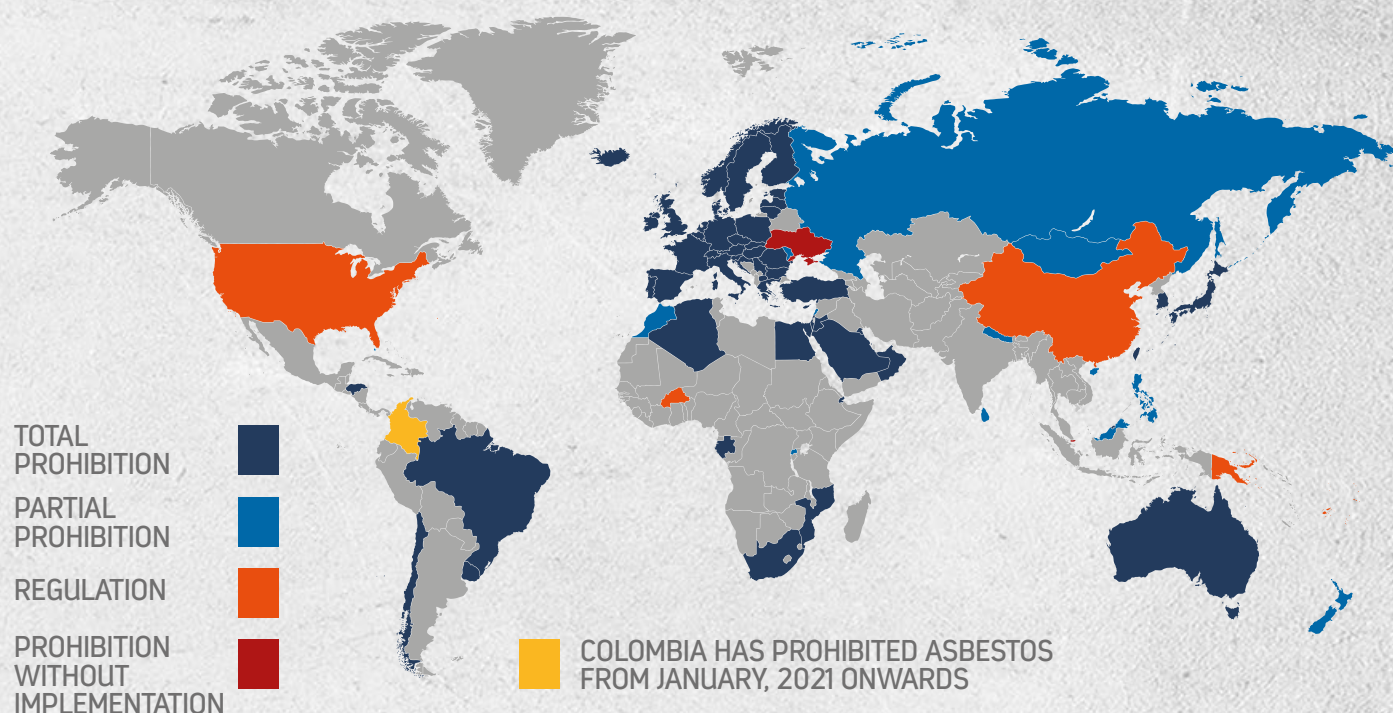 TOTAL
PROHIBITION
PARTIAL
PROHIBITION
REGULATION
PROHIBITION
WITHOUT
IMPLEMENTATION
COLOMBIA HAS PROHIBITED ASBESTOS
FROM JANUARY, 2021 ONWARDS